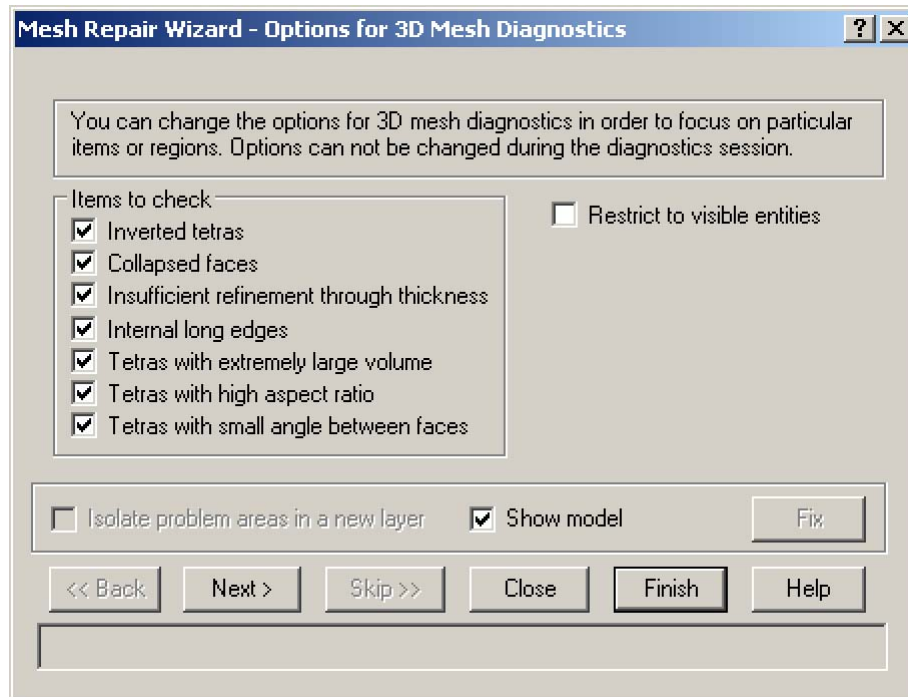 Mesh Repair Wizard - Options for 3D Mesh Diagnostics
You can change the options for 3D mesh diagnostics in order to focus on particular
items or regions. Options can not be changed during the diagnostics session.
Items to check
Inverted tetras
Collapsed faces
Insufficient refinement through thickness
Internal long edges
Tetras with extremely large volume
Tetras with high aspect ratio
Tetras with small angle between faces
Restrict to visible entities
Isolate problem areas in a new layer
Show model
Fix
<< Back
Next >
Skip >>
Close
Finish
Help